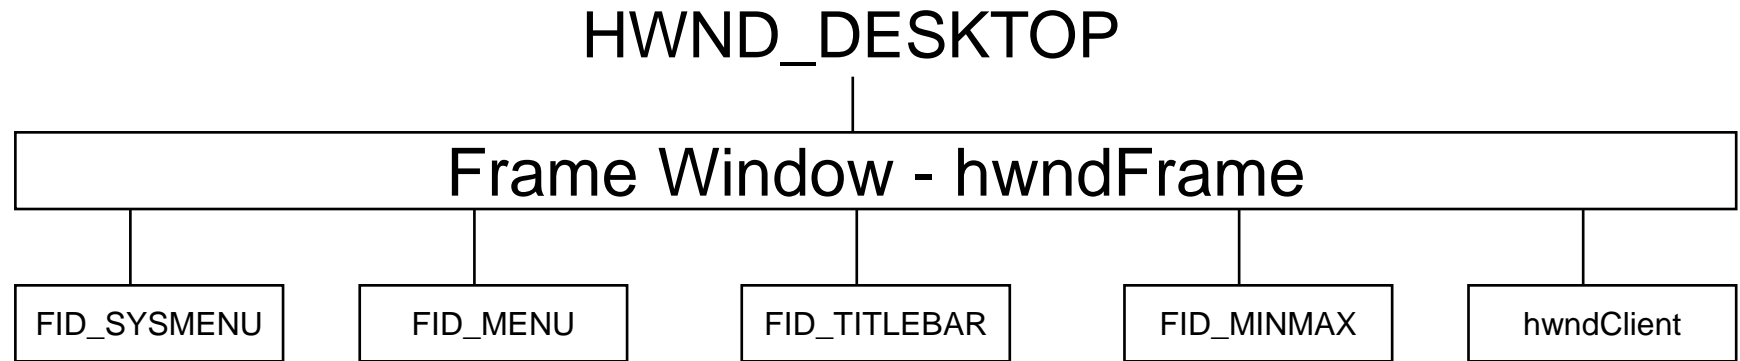 HWND_DESKTOP
Frame Window - hwndFrame
FID_SYSMENU
FID_MENU
FID_TITLEBAR
FID_MINMAX
hwndClient